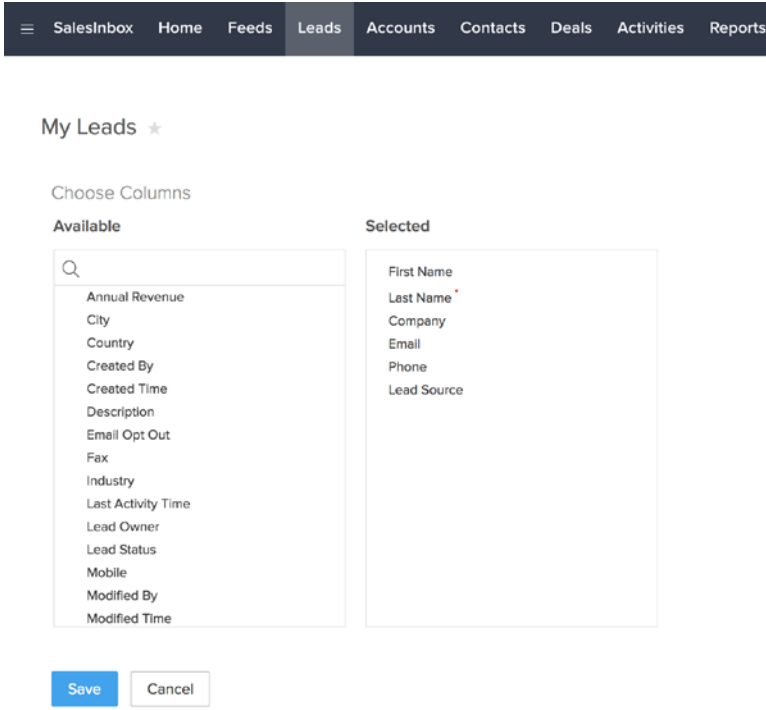 SalesInbox Home Feeds Leads Accounts Contacts Deals Activities Reports
My Leads
Choose Columns
Available
Annual Revenue
City
Country
Created By
Created Time
Description
Email Opt Out
Fax
Industry
Last Activity Time
Lead Owner
Lead Status
Mobile
Modified By
Modified Time
Selected
First Name
Last Name *
Company
Email
Phone
Lead Source
Save Cancel